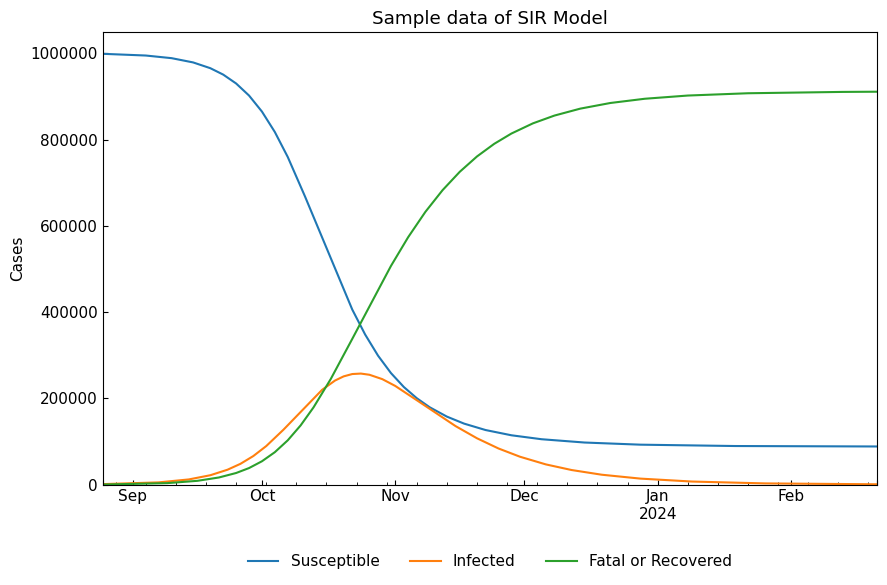 Sample data of SIR Model
1000000
800000
600000
400000
200000
0
Cases
Sep Oct Nov Dec Jan Feb
2024
Susceptible Infected Fatal or Recovered